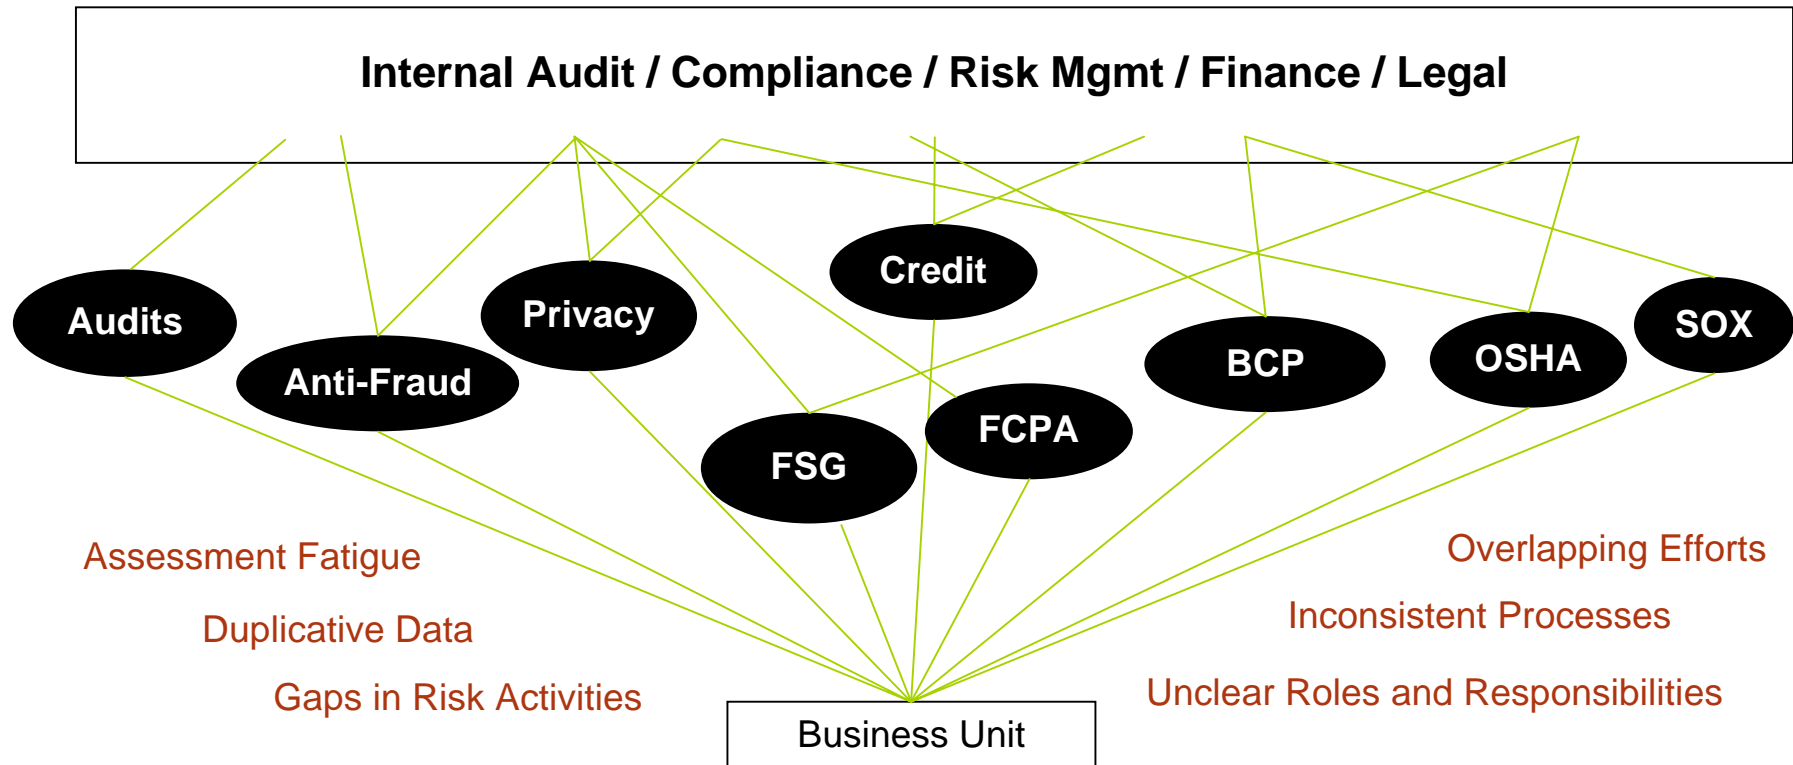 Internal Audit / Compliance / Risk Mgmt / Finance / Legal
Credit
Audits
Privacy
SOX
Anti-Fraud
BCP
OSHA
FCPA
FSG
Assessment Fatigue
Overlapping Efforts
Duplicative Data
Inconsistent Processes
Gaps in Risk Activities
Unclear Roles and Responsibilities
Business Unit